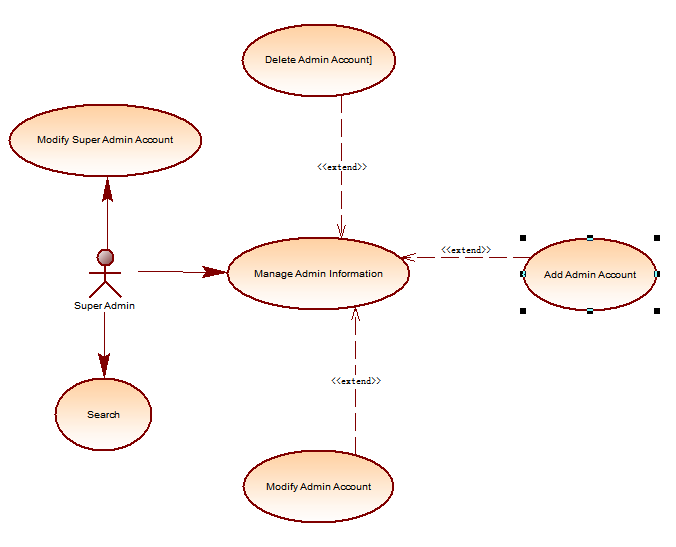 Delete Admin Account]
Modify Super Admin Account
<<extend>>
<<extend>>
Manage Admin Information
Add Admin Account
Super Admin
<<extend>>
Search
Modify Admin Account